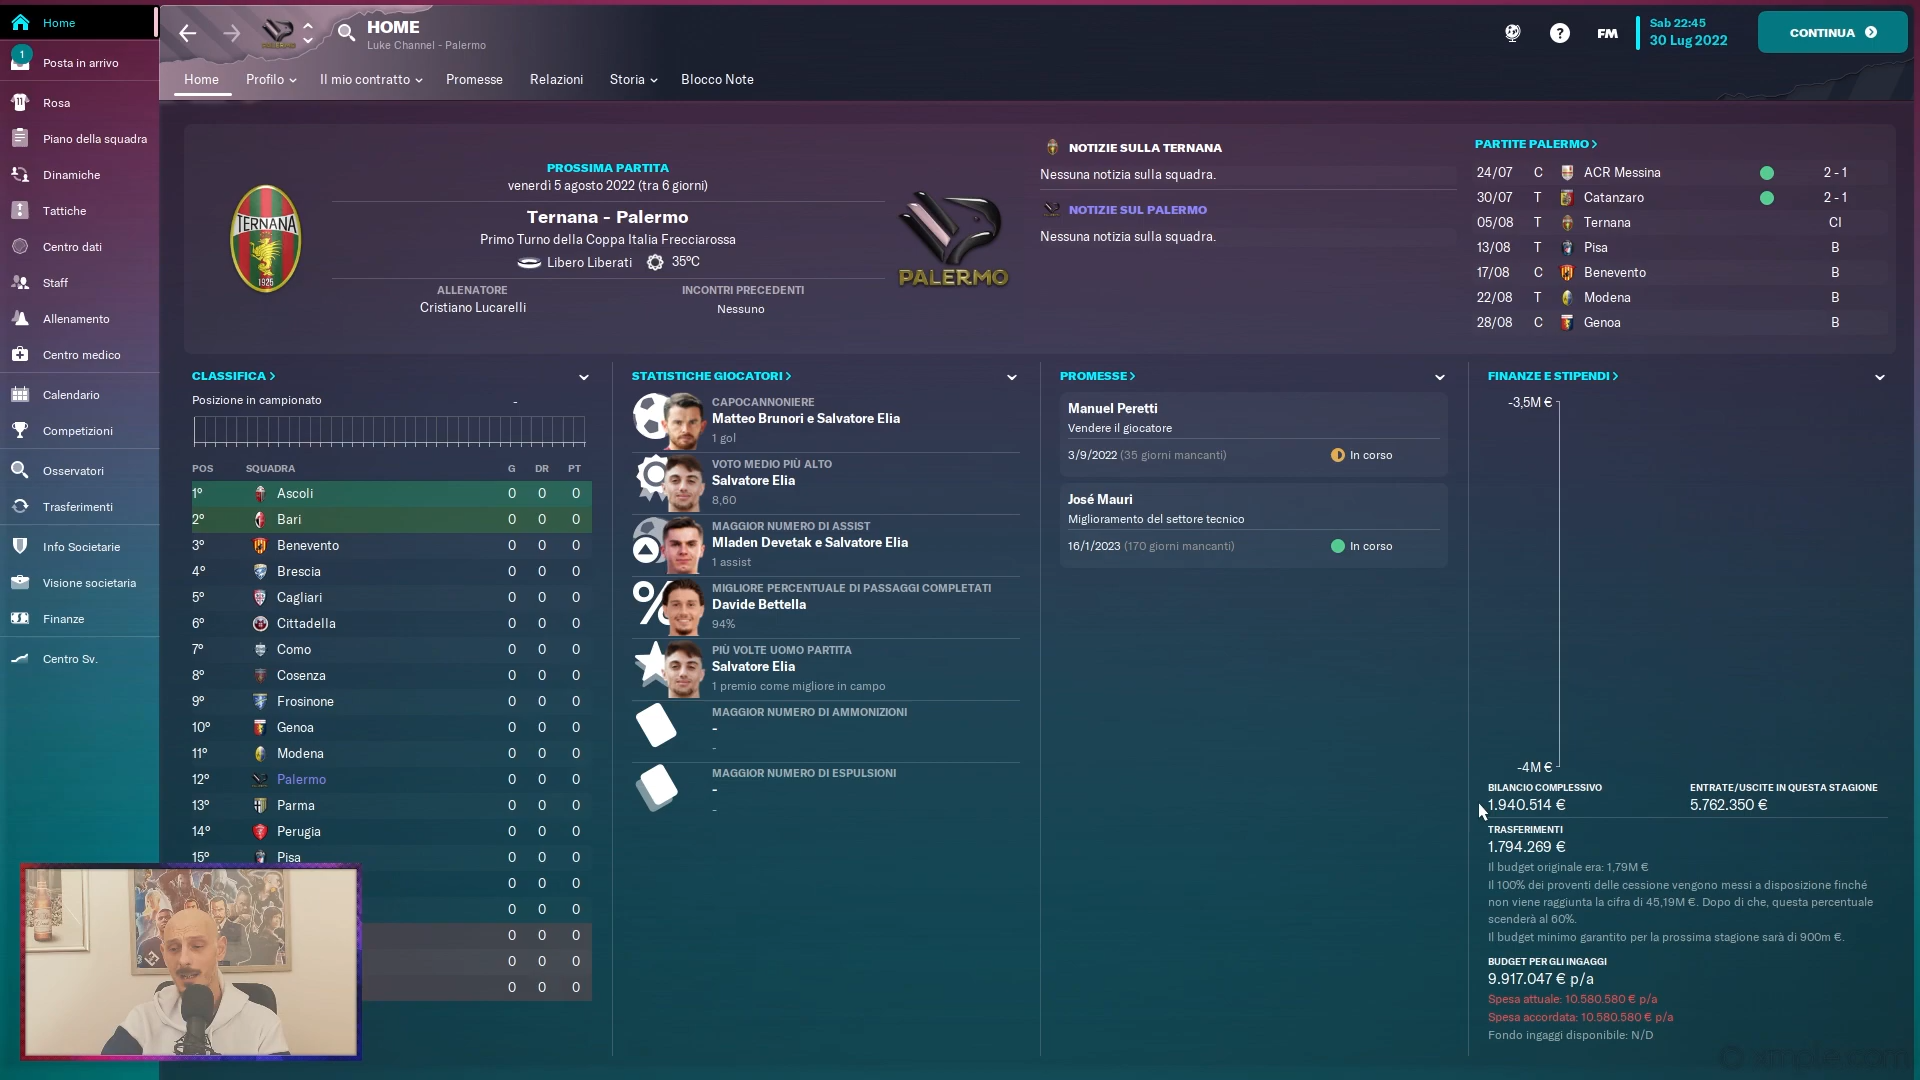 Home
1
Posta in arrivo
Rosa
Piano della squadra
Dinamiche
Tattiche
Centro dati
Staff
Allenamento
Centro medico
Calendario
Competizioni
Osservatori
Trasferimenti
Info Societarie
Visione societaria
Finanze
Centro Sv.
HOME
Luke Channel - Palermo
? FM
Sab 22:45
30 Lug 2022
CONTINUA
Home Profilo Il mio contratto Promesse Relazioni Storia Blocco Note
TERNANA
1925
PROSSIMA PARTITA
venerdì 5 agosto 2022 (tra 6 giorni)
Ternana - Palermo
Primo Turno della Coppa Italia Frecciarossa
Libero Liberati 35°C
ALLENATORE
Cristiano Lucarelli
INCONTRI PRECEDENTI
Nessuno
PALERMO
NOTIZIE SULLA TERNANA
Nessuna notizia sulla squadra.
NOTIZIE SUL PALERMO
Nessuna notizia sulla squadra.
PARTITE PALERMO
24/07 C ACR Messina 2 - 1
30/07 T Catanzaro 2 - 1
05/08 T Ternana CI
13/08 T Pisa B
17/08 C Benevento B
22/08 T Modena B
28/08 C Genoa B
CLASSIFICA
Posizione in campionato -
POS SQUADRA G DR PT
1º Ascoli 0 0 0
2º Bari 0 0 0
3º Benevento 0 0 0
4º Brescia 0 0 0
5º Cagliari 0 0 0
6º Cittadella 0 0 0
7º Como 0 0 0
8º Cosenza 0 0 0
9º Frosinone 0 0 0
10º Genoa 0 0 0
11º Modena 0 0 0
12º Palermo 0 0 0
13º Parma 0 0 0
14º Perugia 0 0 0
15º Pisa 0 0 0
0 0 0
0 0 0
0 0 0
0 0 0
0 0 0
STATISTICHE GIOCATORI
CAPOCANNONIERE
Matteo Brunori e Salvatore Elia
1 gol
VOTO MEDIO PIÙ ALTO
Salvatore Elia
8,60
MAGGIOR NUMERO DI ASSIST
Mladen Devetak e Salvatore Elia
1 assist
%
MIGLIORE PERCENTUALE DI PASSAGGI COMPLETATI
Davide Bettella
94%
PIÙ VOLTE UOMO PARTITA
Salvatore Elia
1 premio come migliore in campo
MAGGIOR NUMERO DI AMMONIZIONI
-
-
MAGGIOR NUMERO DI ESPULSIONI
-
-
PROMESSE
Manuel Peretti
Vendere il giocatore
3/9/2022 (35 giorni mancanti) In corso
José Mauri
Miglioramento del settore tecnico
16/1/2023 (170 giorni mancanti) In corso
FINANZE E STIPENDI
-3,5M €
-4M €
BILANCIO COMPLESSIVO
1.940.514 €
ENTRATE/USCITE IN QUESTA STAGIONE
5.762.350 €
TRASFERIMENTI
1.794.269 €
Il budget originale era: 1,79M €
Il 100% dei proventi delle cessione vengono messi a disposizione finché
non viene raggiunta la cifra di 45,19M €. Dopo di che, questa percentuale
scenderà al 60%.
Il budget minimo garantito per la prossima stagione sarà di 900m €.
BUDGET PER GLI INGAGGI
9.917.047 € p/a
Spesa attuale: 10.580.580 € p/a
Spesa accordata: 10.580.580 € p/a
Fondo ingaggi disponibile: N/D